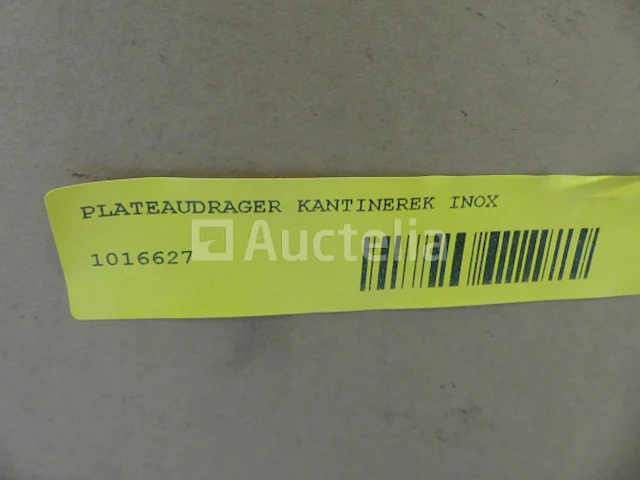 PLATEAUDRAGER KANTINEREK INOX
Auctelia
1016627